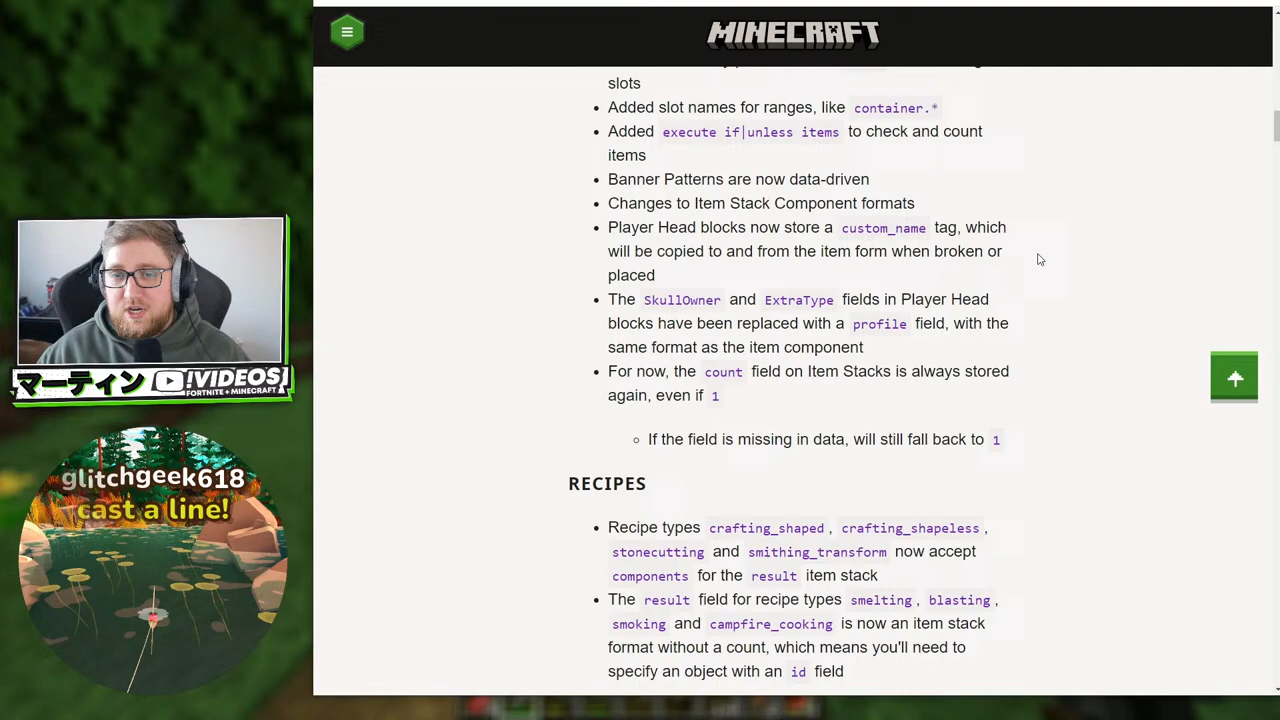 MINECRAFT
slots
Added slot names for ranges, like container.*
Added execute if|unless items to check and count
items
Banner Patterns are now data-driven
Changes to Item Stack Component formats
Player Head blocks now store a custom_name tag, which
will be copied to and from the item form when broken or
placed
The SkullOwner and ExtraType fields in Player Head
blocks have been replaced with a profile field, with the
same format as the item component
For now, the count field on Item Stacks is always stored
again, even if 1
If the field is missing in data, will still fall back to 1
RECIPES
Recipe types crafting_shaped, crafting_shapeless,
stonecutting and smithing_transform now accept
components for the result item stack
The result field for recipe types smelting, blasting,
smoking and campfire_cooking is now an item stack
format without a count, which means you'll need to
specify an object with an id field
マーティン !VIDEOS
FORTNITE + MINECRAFT
glitchgeek618
cast a line!